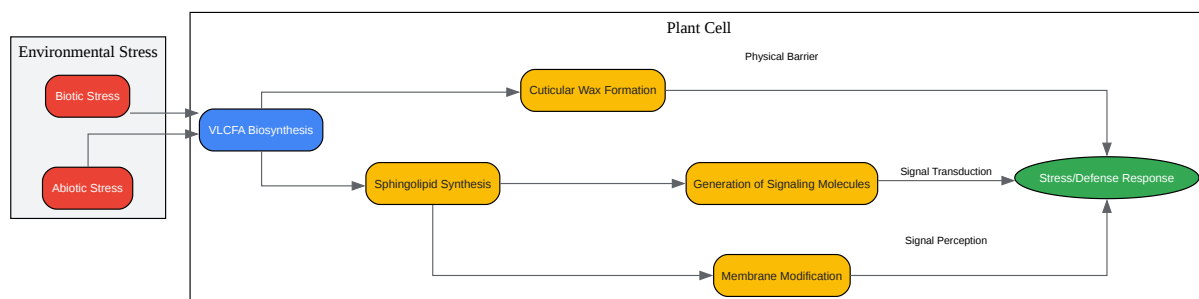 Environmental Stress
Biotic Stress
Abiotic Stress
Plant Cell
VLCFA Biosynthesis
Cuticular Wax Formation
Physical Barrier
Sphingolipid Synthesis
Generation of Signaling Molecules
Signal Transduction
Stress/Defense Response
Membrane Modification
Signal Perception